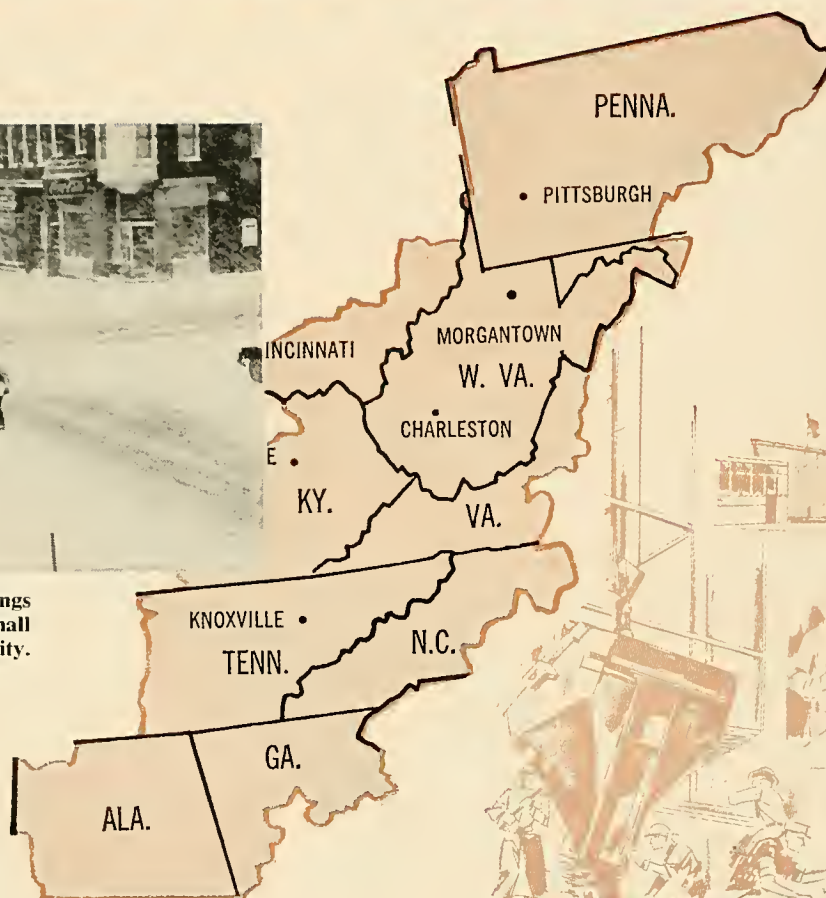 PENNA.
• PITTSBURGH
INCINNATI
MORGANTOWN
W. VA.
CHARLESTON
E
KY.
VA.
ngs
nall
ity.
KNOXVILLE •
TENN.
N.C.
GA.
ALA.